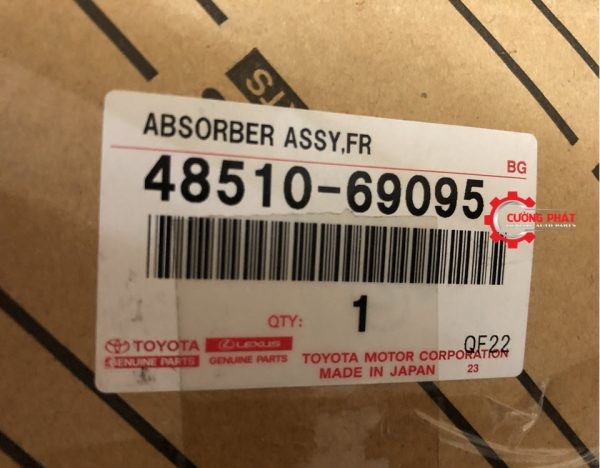 TS
ABSORBER ASSY,FR
BG
48510-69095
CƯỜNG PHÁT
QTY: 1
QF22
TOYOTA GENUINE PARTS
LEXUS GENUINE PARTS
TOYOTA MOTOR CORPORATION
MADE IN JAPAN 23